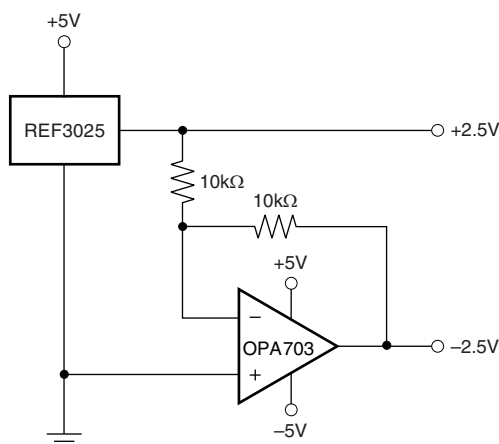 +5V
REF3025
+2.5V
10kΩ
10kΩ
+5V
−
OPA703
+
−2.5V
−5V